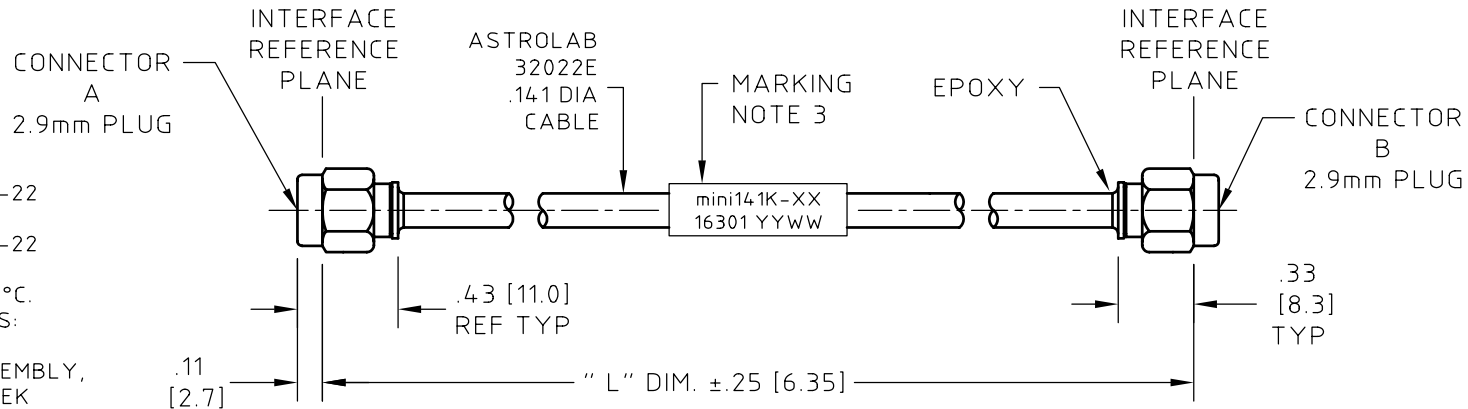 INTERFACE
REFERENCE
PLANE
INTERFACE
REFERENCE
PLANE
CONNECTOR
A
2.9mm PLUG
ASTROLAB
32022E
.141 DIA
CABLE
MARKING
NOTE 3
EPOXY
CONNECTOR
B
2.9mm PLUG
-22
-22
°C.
S:
EMBLY,
EEK
mini141K-XX
16301 YYWW
.43 [11.0]
REF TYP
.33
[8.3]
TYP
.11
[2.7]
" L" DIM. ±.25 [6.35]